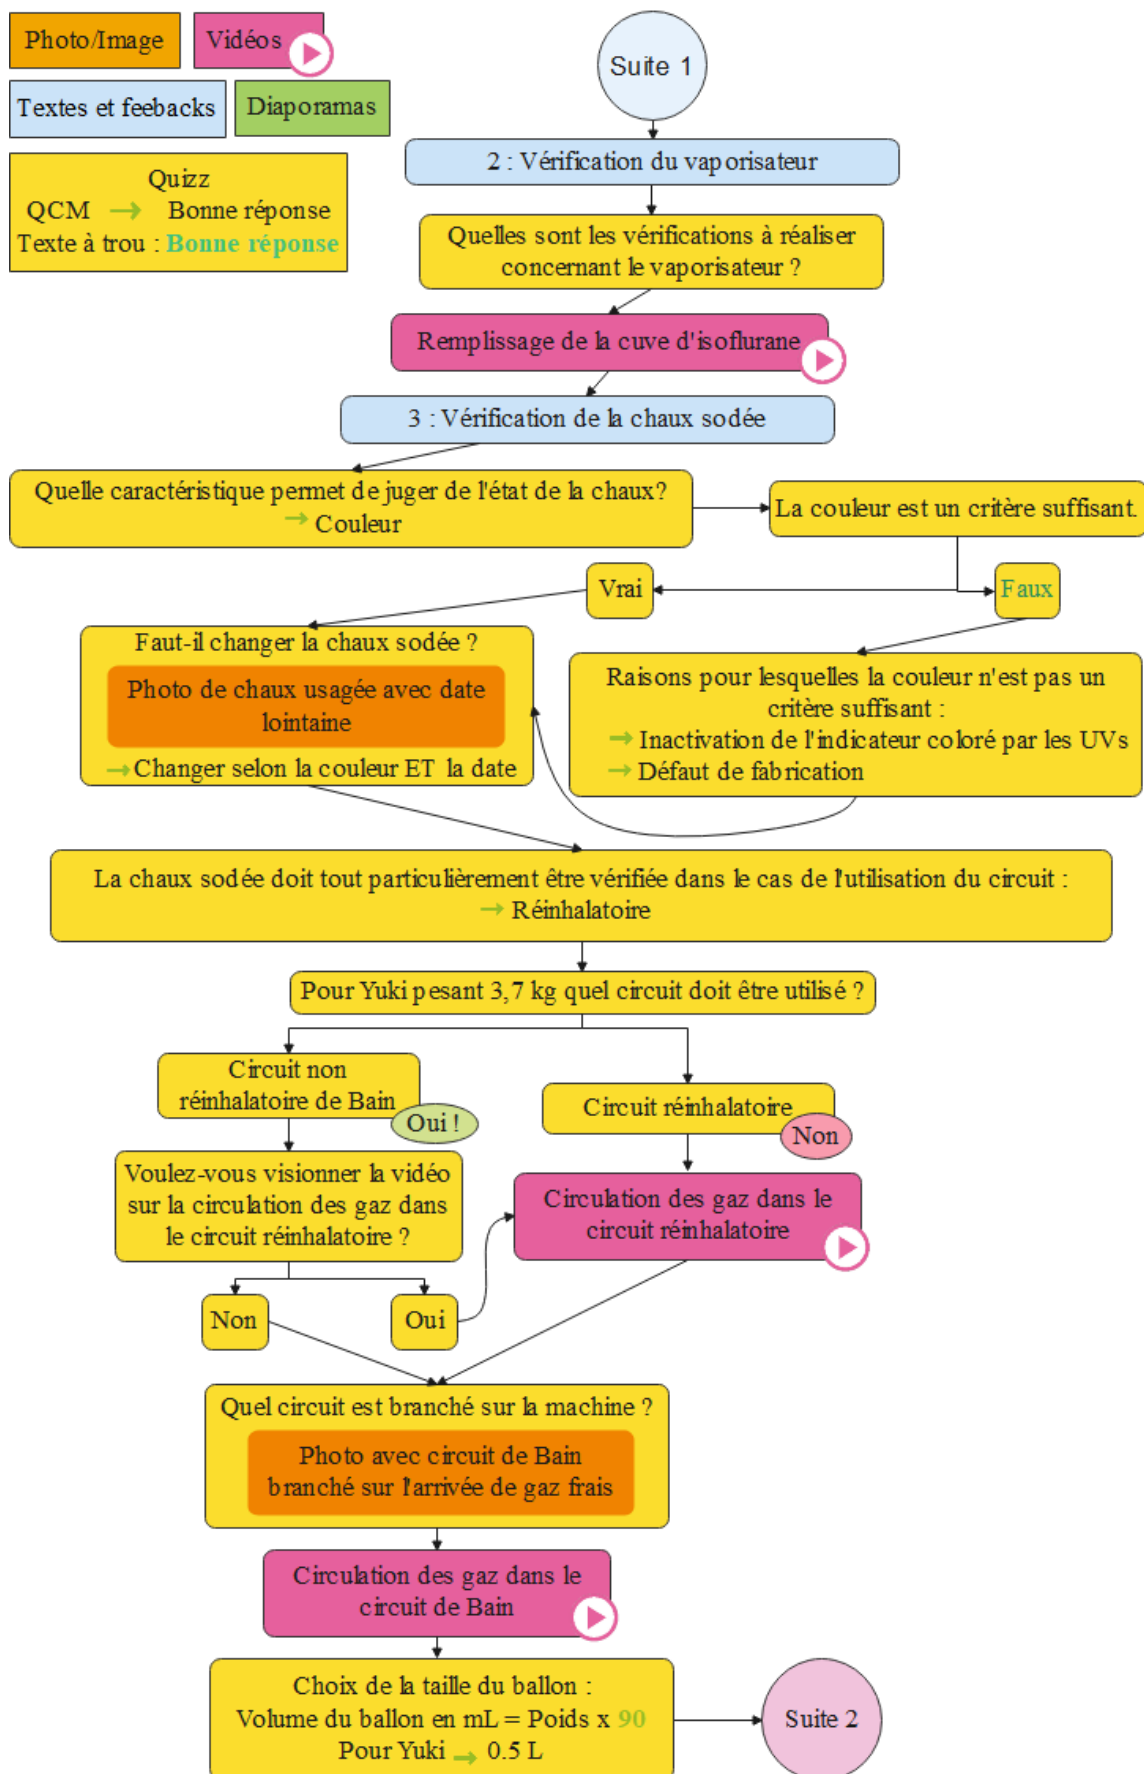 Photo/Image
Vidéos
Textes et feebacks
Diaporamas
Quizz
QCM → Bonne réponse
Texte à trou : Bonne réponse
Suite 1
2 : Vérification du vaporisateur
Quelles sont les vérifications à réaliser
concernant le vaporisateur ?
Remplissage de la cuve d'isoflurane
3 : Vérification de la chaux sodée
Quelle caractéristique permet de juger de l'état de la chaux?
→ Couleur
La couleur est un critère suffisant.
Vrai
Faux
Faut-il changer la chaux sodée ?
Photo de chaux usagée avec date
lointaine
→ Changer selon la couleur ET la date
Raisons pour lesquelles la couleur n'est pas un
critère suffisant :
→ Inactivation de l'indicateur coloré par les UVs
→ Défaut de fabrication
La chaux sodée doit tout particulièrement être vérifiée dans le cas de l'utilisation du circuit :
→ Réinhalatoire
Pour Yuki pesant 3,7 kg quel circuit doit être utilisé ?
Circuit non
réinhalatoire de Bain
Oui !
Circuit réinhalatoire
Non
Voulez-vous visionner la vidéo
sur la circulation des gaz dans
le circuit réinhalatoire ?
Circulation des gaz dans le
circuit réinhalatoire
Non
Oui
Quel circuit est branché sur la machine ?
Photo avec circuit de Bain
branché sur l'arrivée de gaz frais
Circulation des gaz dans le
circuit de Bain
Choix de la taille du ballon :
Volume du ballon en mL = Poids x 90
Pour Yuki → 0.5 L
Suite 2